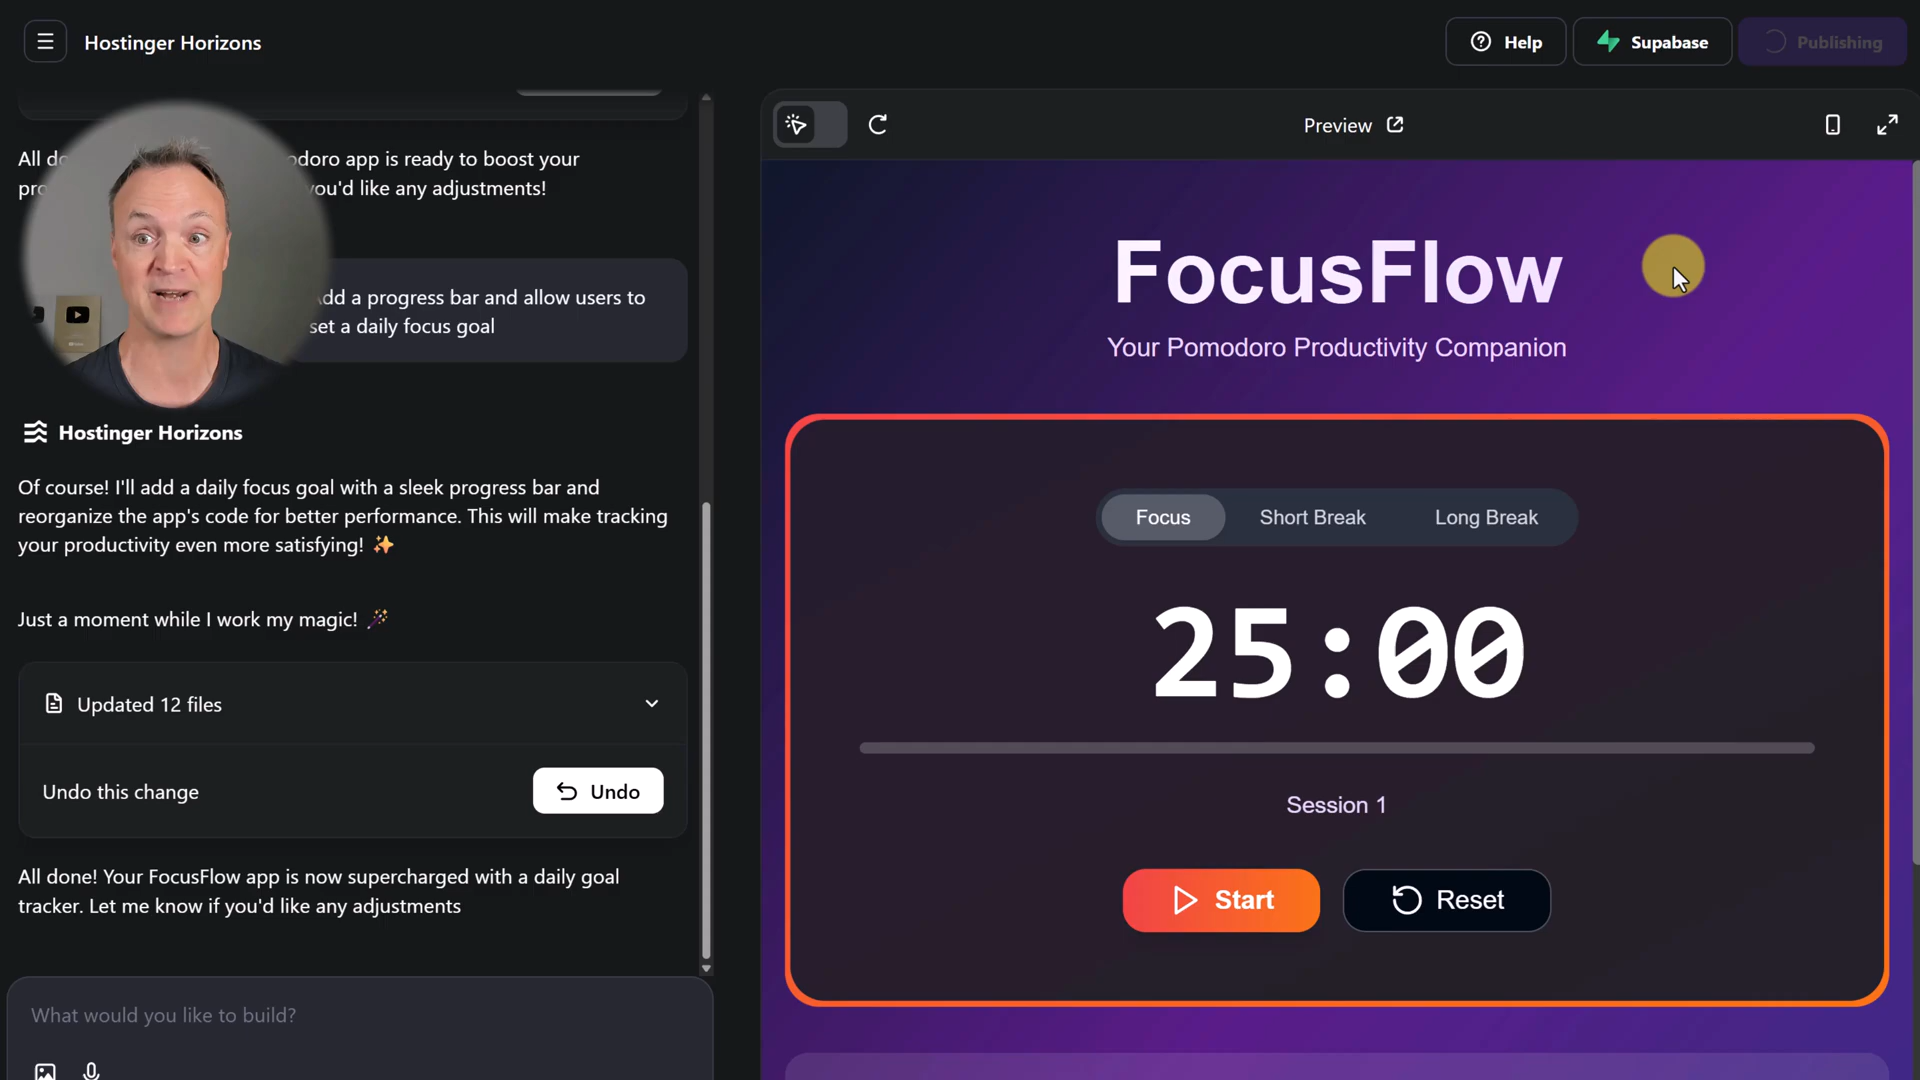 Hostinger Horizons
Help
Supabase
Publishing
Preview
All
doro app is ready to boost your
you'd like any adjustments!
Add a progress bar and allow users to
set a daily focus goal
Hostinger Horizons
Of course! I'll add a daily focus goal with a sleek progress bar and
reorganize the app's code for better performance. This will make tracking
your productivity even more satisfying! ✨
Just a moment while I work my magic! 🪄
Updated 12 files
Undo this change
Undo
All done! Your FocusFlow app is now supercharged with a daily goal
tracker. Let me know if you'd like any adjustments
What would you like to build?
FocusFlow
Your Pomodoro Productivity Companion
Focus
Short Break
Long Break
25:00
Session 1
Start
Reset